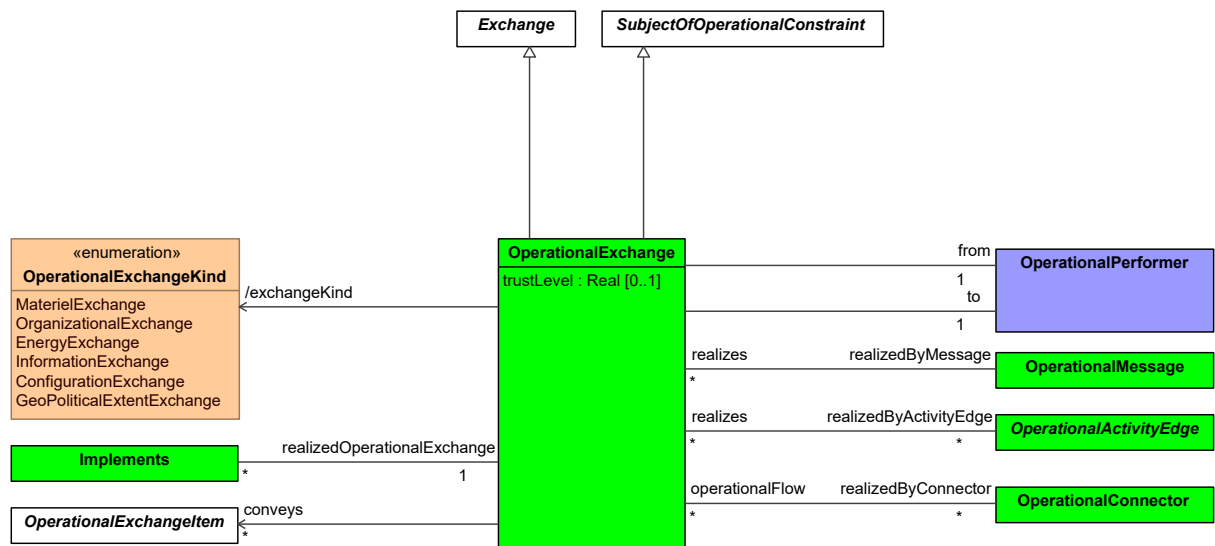 Exchange
SubjectOfOperationalConstraint
«enumeration»
OperationalExchangeKind
MaterielExchange
OrganizationalExchange
EnergyExchange
InformationExchange
ConfigurationExchange
GeoPoliticalExtentExchange
/exchangeKind
OperationalExchange
trustLevel : Real [0..1]
from
1
to
1
OperationalPerformer
realizes
*
realizedByMessage
OperationalMessage
realizes
*
realizedByActivityEdge
*
OperationalActivityEdge
Implements
*
realizedOperationalExchange
1
operationalFlow
*
realizedByConnector
*
OperationalConnector
OperationalExchangeItem
conveys
*